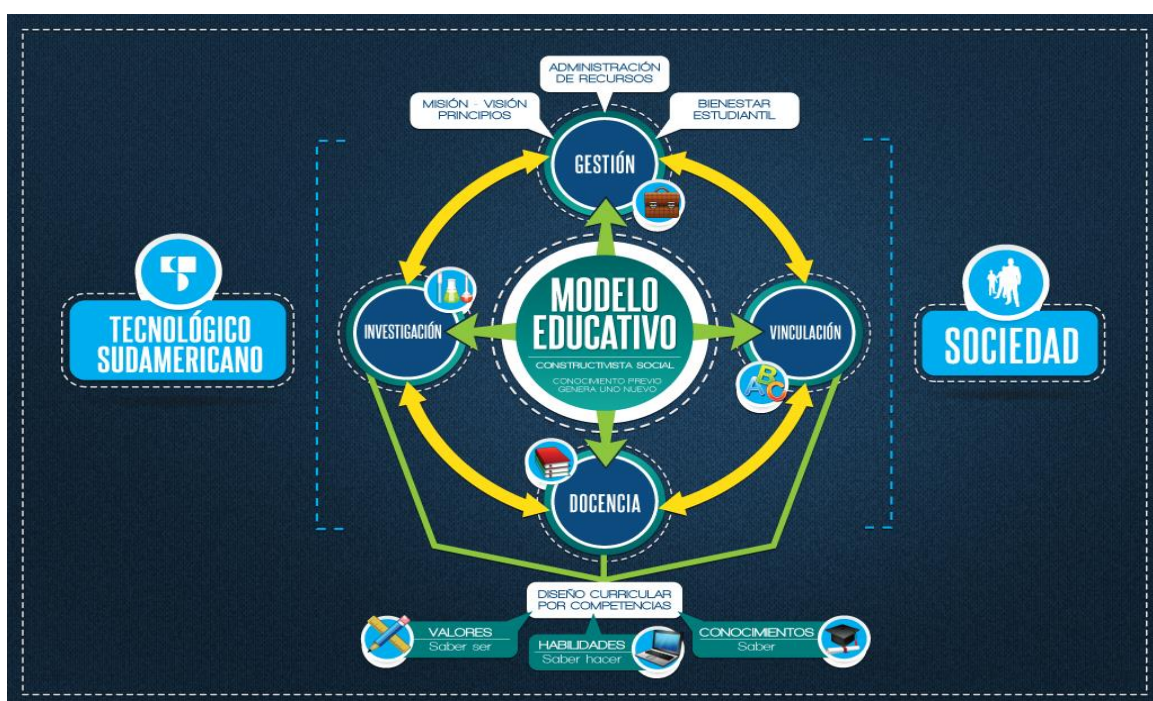 ADMINISTRACIÓN
DE RECURSOS
MISIÓN - VISIÓN
PRINCIPIOS
BIENESTAR
ESTUDIANTIL
GESTIÓN
TECNOLÓGICO
SUDAMERICANO
INVESTIGACIÓN
MODELO
EDUCATIVO
CONSTRUCTIVISTA SOCIAL
CONOCIMIENTO PREVIO
GENERA UNO NUEVO
VINCULACIÓN
ABC
SOCIEDAD
DOCENCIA
DISEÑO CURRICULAR
POR COMPETENCIAS
VALORES
Saber ser
HABILIDADES
Saber hacer
CONOCIMIENTOS
Saber